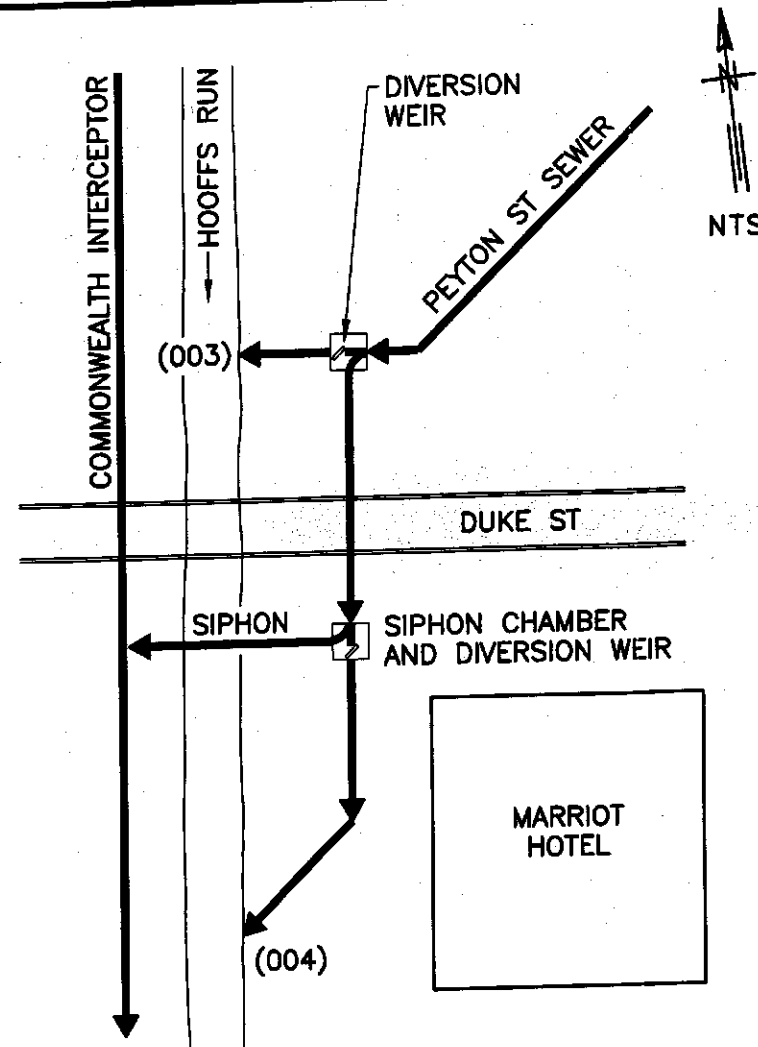 COMMONWEALTH INTERCEPTOR
HOOFFS RUN
DIVERSION
WEIR
PEYTON ST SEWER
N
NTS
(003)
DUKE ST
SIPHON
SIPHON CHAMBER
AND DIVERSION WEIR
MARRIOT
HOTEL
(004)